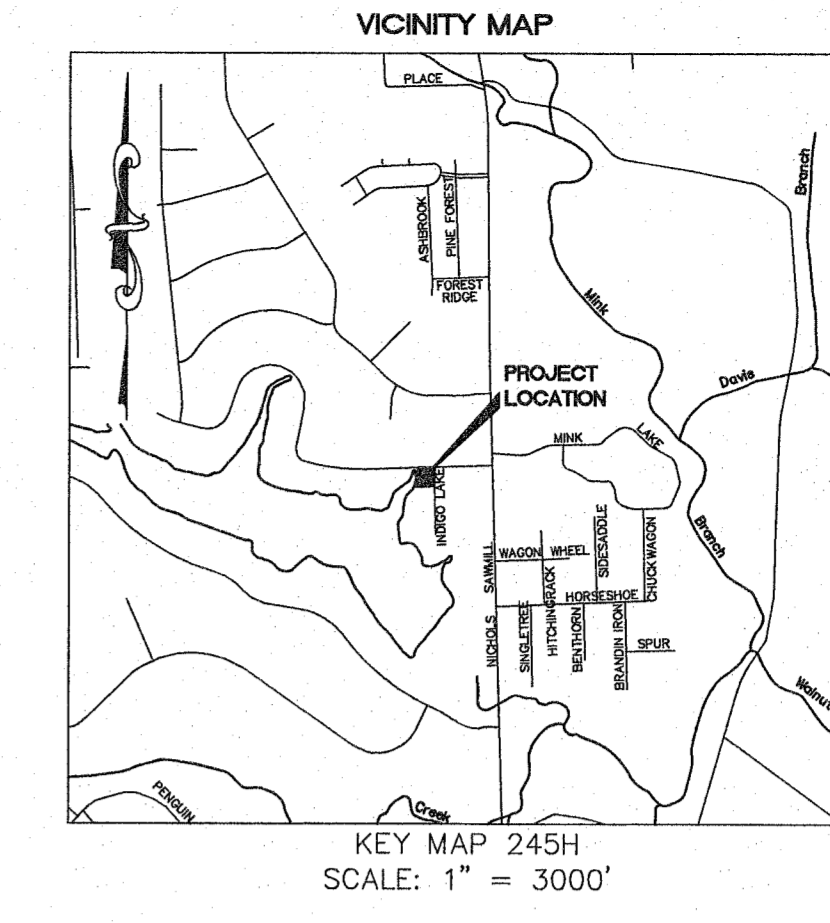 VICINITY MAP
PLACE
Branch
ASHBROOK
PINE FOREST
FOREST
RIDGE
Mink
PROJECT
LOCATION
Davis
MINK
LAKE
INDIGO LAKE
SAWMILL
WAGON WHEEL
SIDESADDLE
CHUCKWAGON
Branch
HITCHINGRACK
HORSESHOE
NICHOLS
SINGLETREE
BENTHORN
BRANDIN IRON
SPUR
Walnut
PENGUIN
Creek
KEY MAP 245H
SCALE: 1" = 3000'